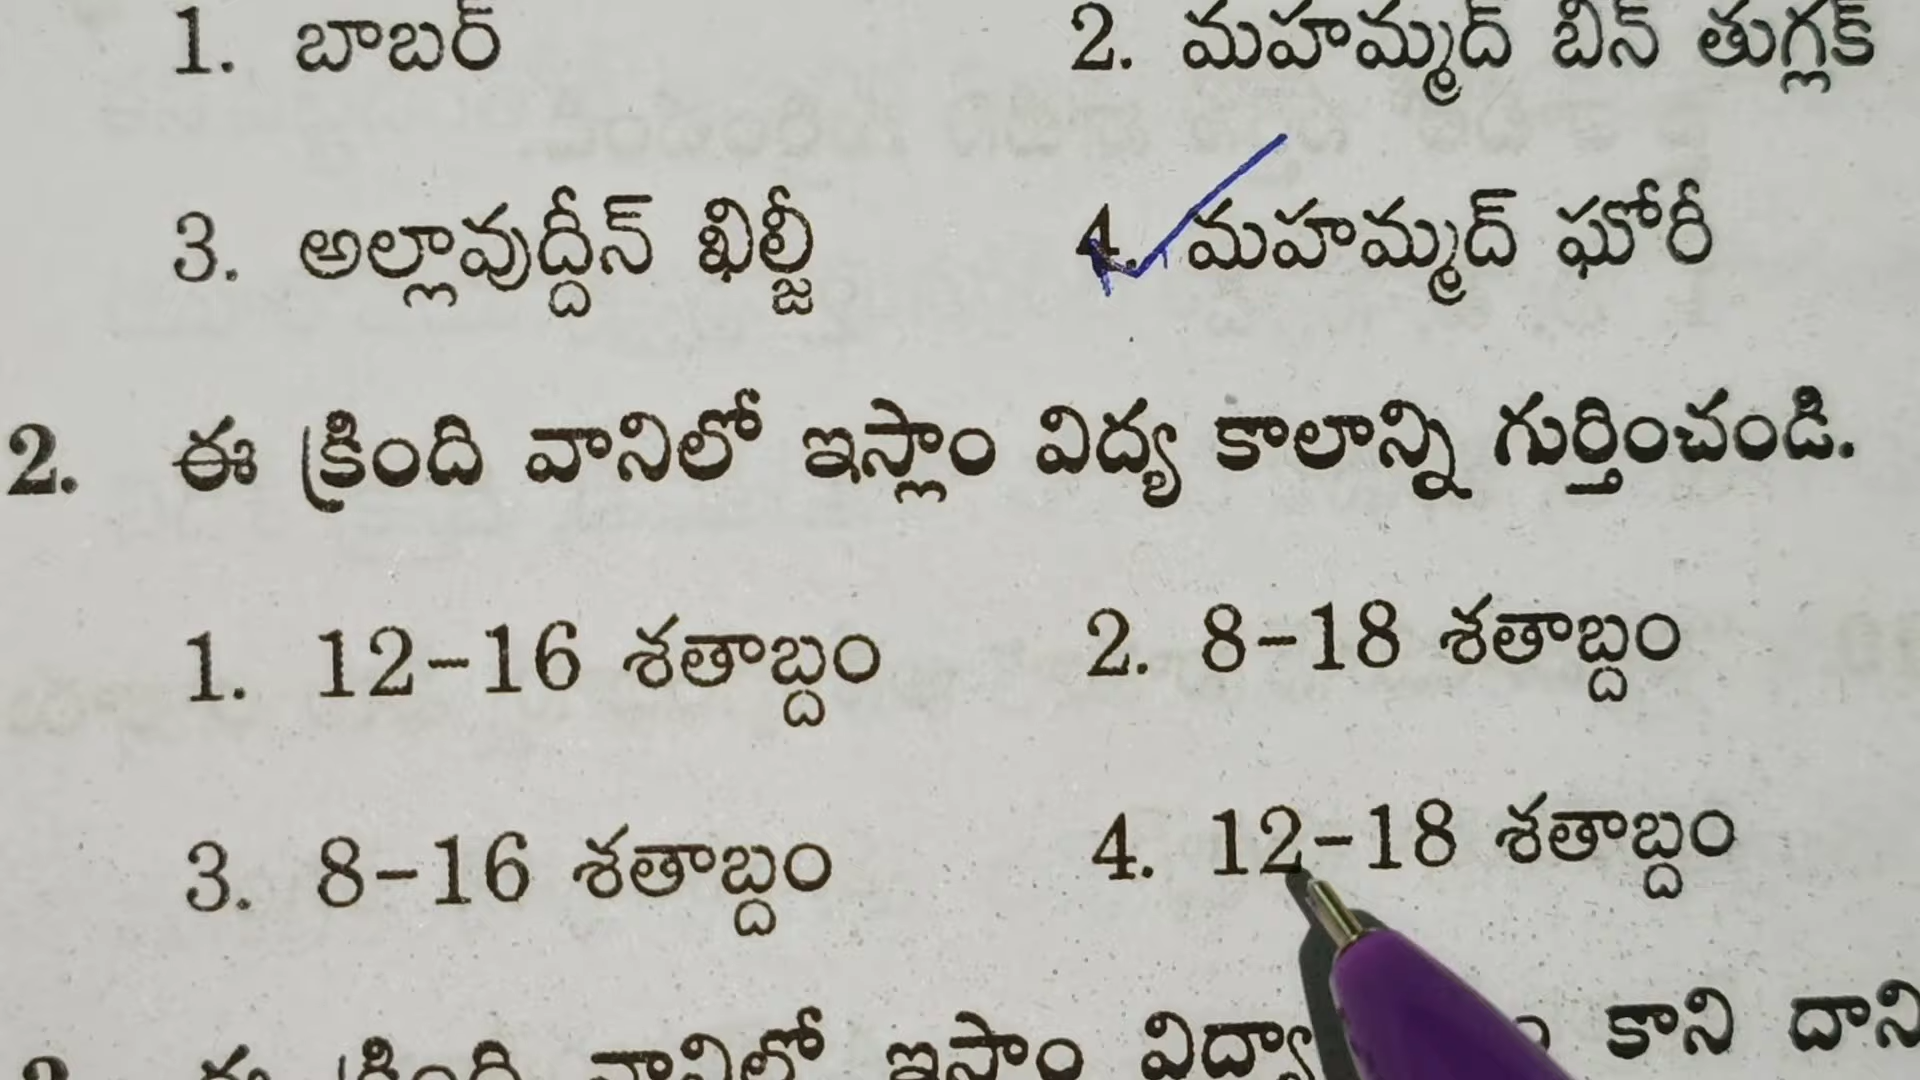 1. బాబర్ 2. మహమ్మద్ బిన్ తుగ్లక్
3. అల్లావుద్దీన్ ఖిల్జీ 4. మహమ్మద్ ఘోరీ
2. ఈ క్రింది వానిలో ఇస్లాం విద్య కాలాన్ని గుర్తించండి.
1. 12-16 శతాబ్దం 2. 8-18 శతాబ్దం
3. 8-16 శతాబ్దం 4. 12-18 శతాబ్దం
ఈ క్రింది వానిలో ఇస్లాం కాని దాని